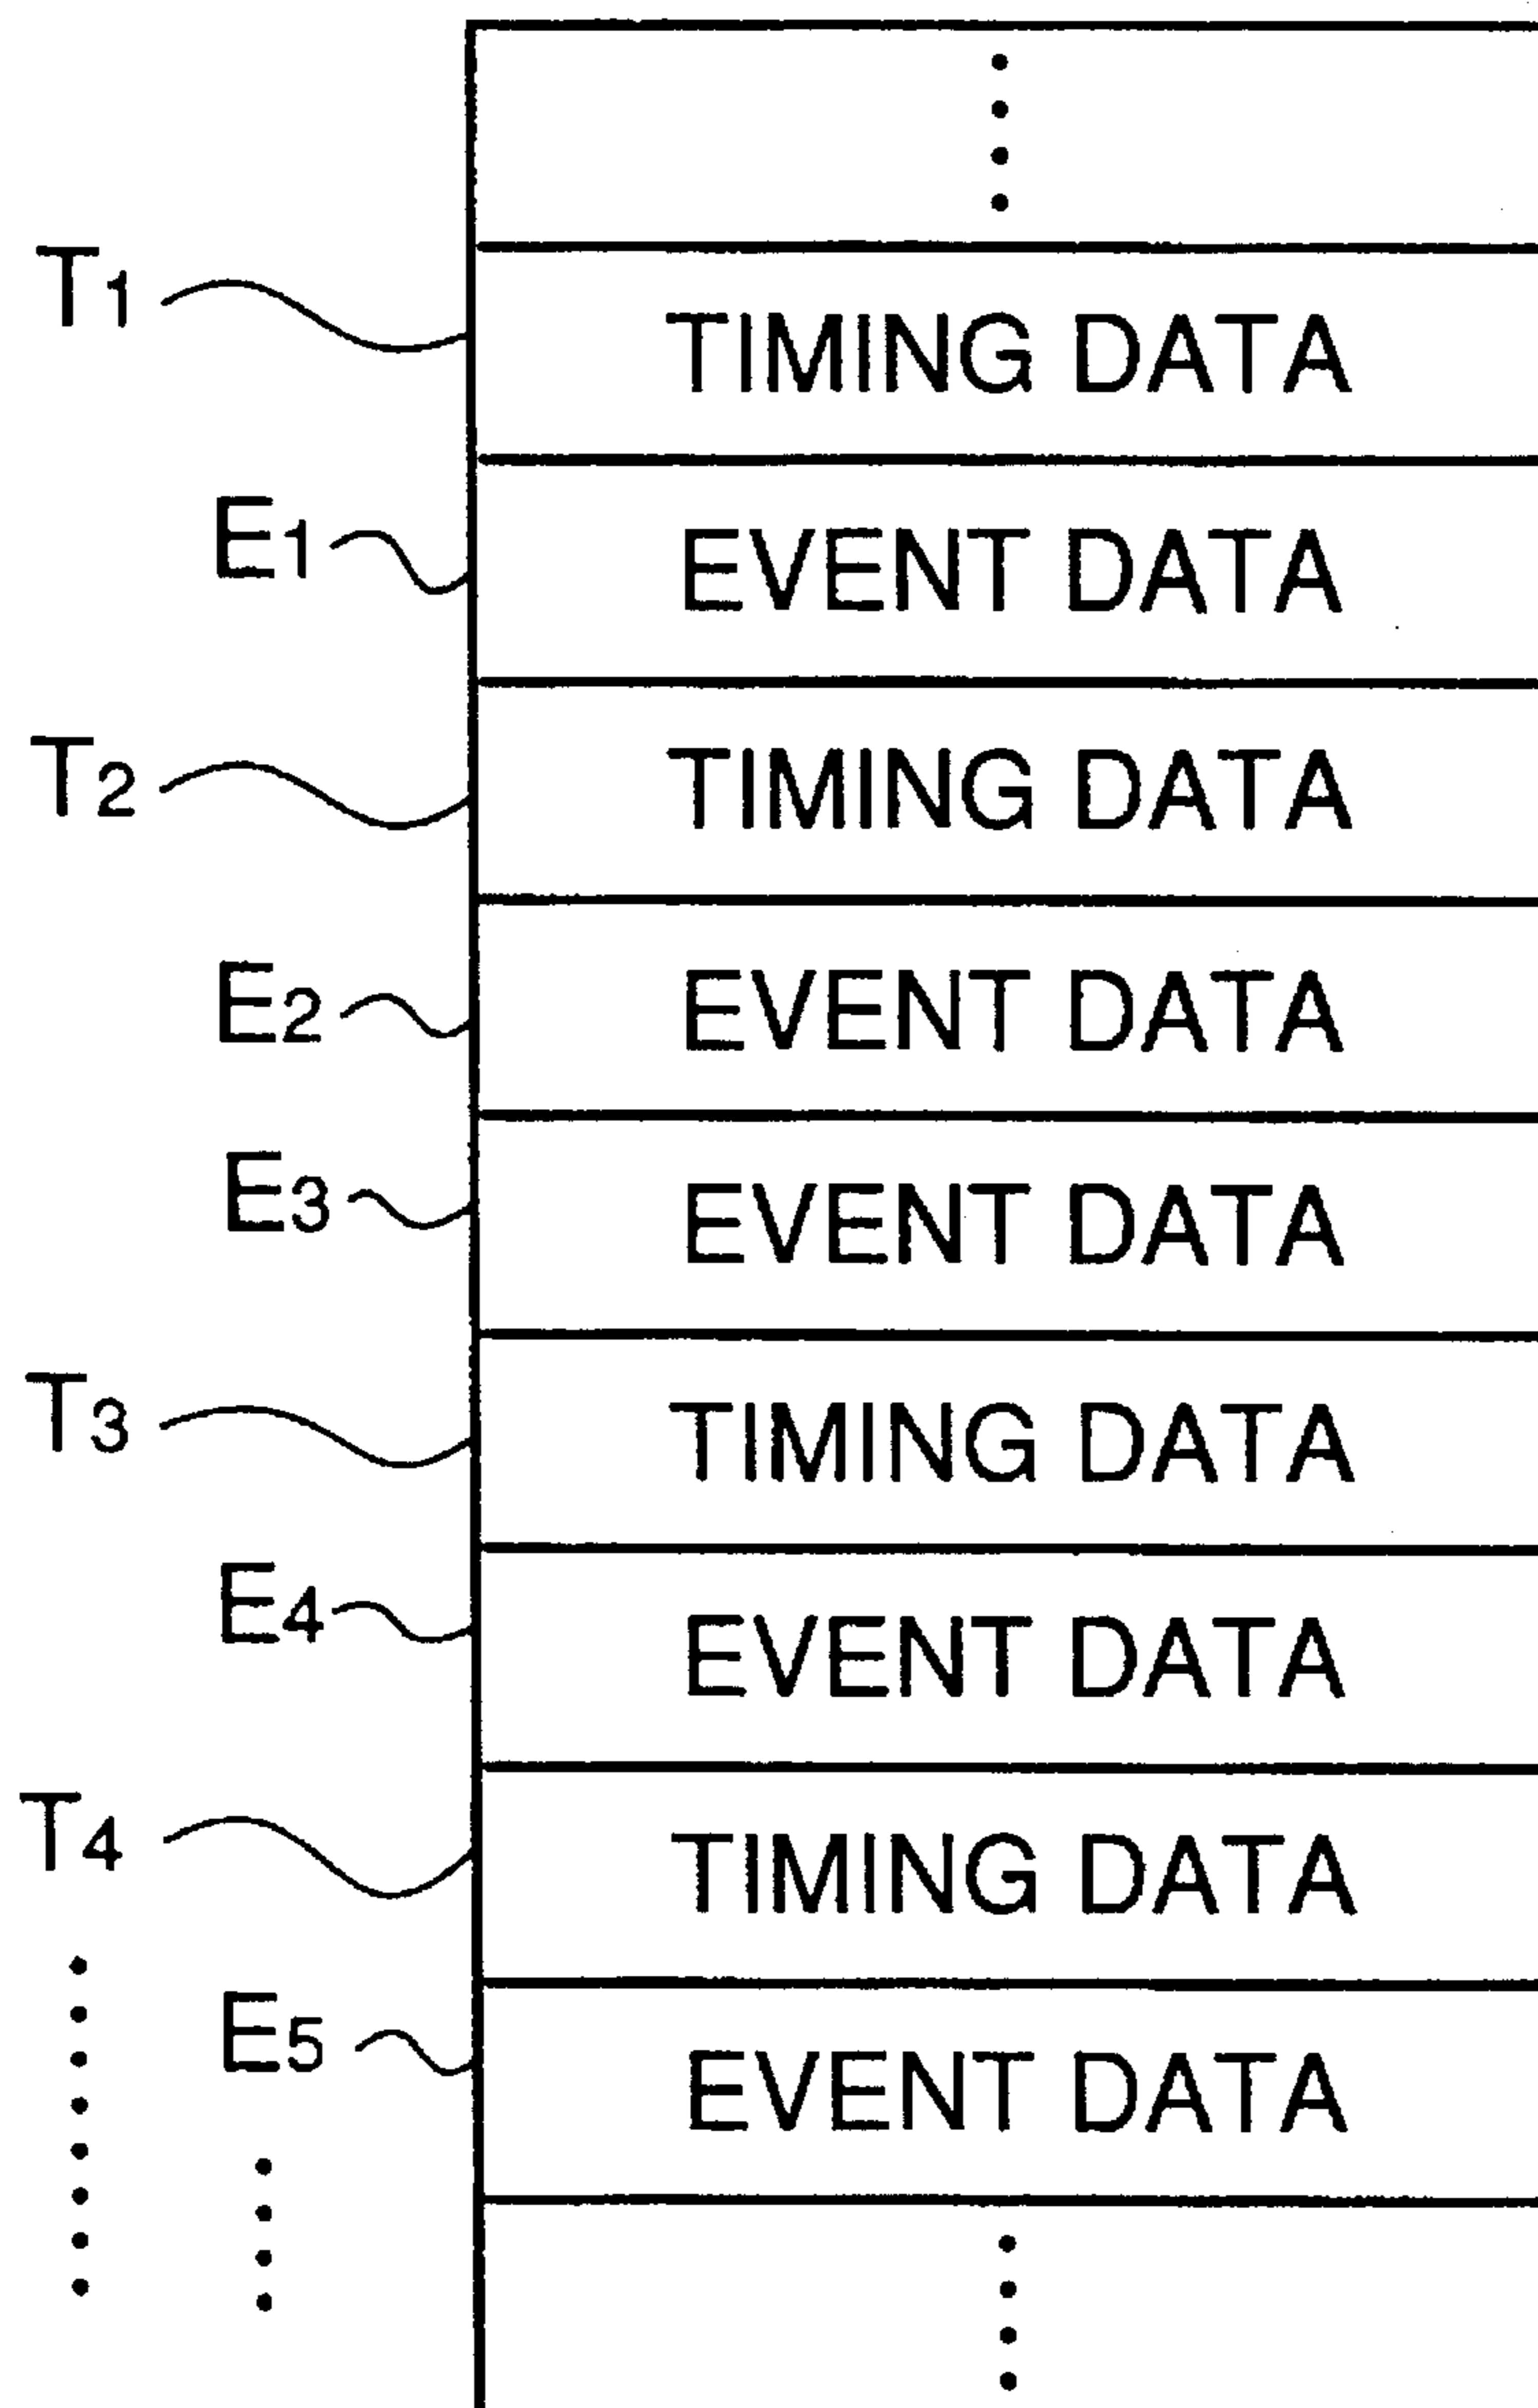 T1 TIMING DATA
E1 EVENT DATA
T2 TIMING DATA
E2 EVENT DATA
E3 EVENT DATA
T3 TIMING DATA
E4 EVENT DATA
T4 TIMING DATA
E5 EVENT DATA